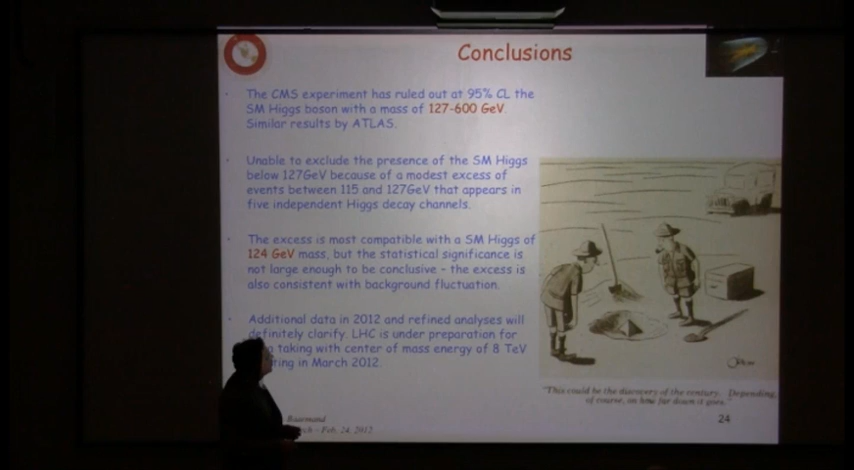 Conclusions
The CMS experiment has ruled out at 95% CL the
SM Higgs boson with a mass of 127-600 GeV.
Similar results by ATLAS.
Unable to exclude the presence of the SM Higgs
below 127GeV because of a modest excess of
events between 115 and 127GeV that appears in
five independent Higgs decay channels.
The excess is most compatible with a SM Higgs of
124 GeV mass, but the statistical significance is
not large enough to be conclusive - the excess is
also consistent with background fluctuation.
Additional data in 2012 and refined analyses will
definitely clarify. LHC is under preparation for
taking with center of mass energy of 8 TeV
in March 2012.
"This could be the discovery of the century. Depending,
of course, on how far down it goes."
- Feb, 24, 2012
24